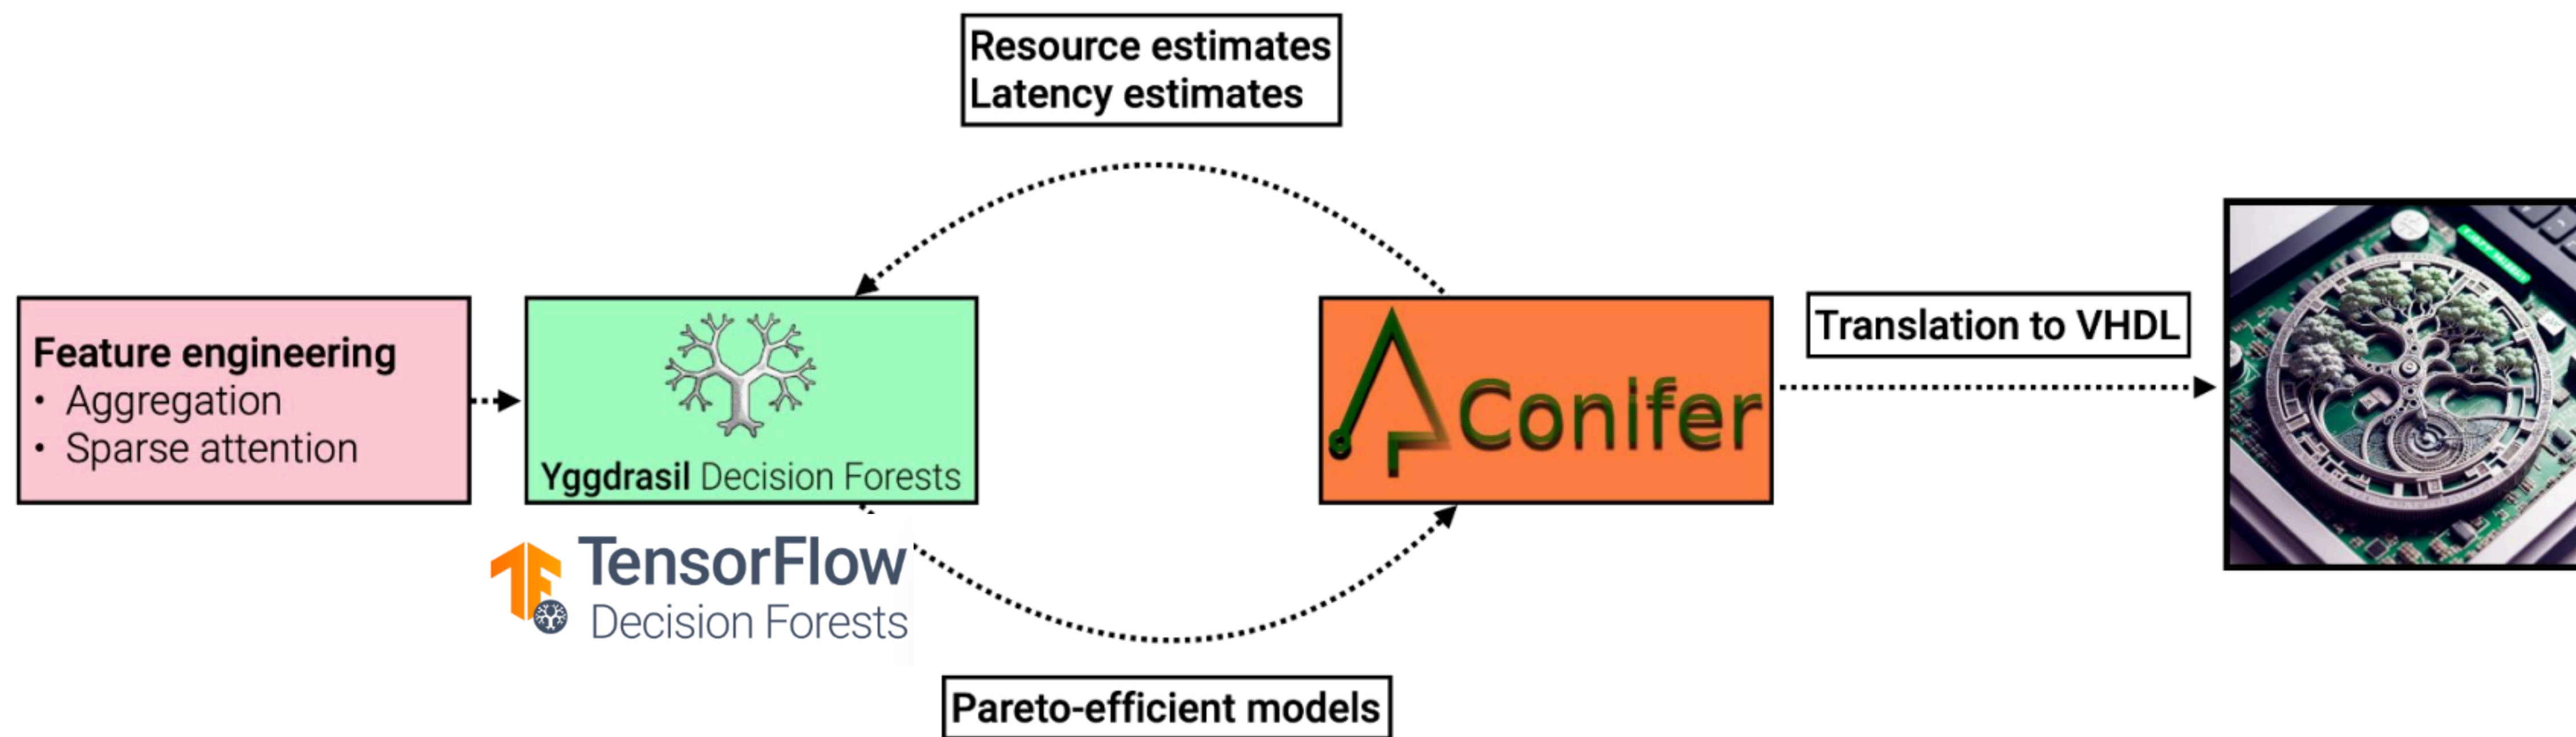 Resource estimates
Latency estimates
Feature engineering
• Aggregation
• Sparse attention
Yggdrasil Decision Forests
Conifer
Translation to VHDL
TensorFlow
Decision Forests
Pareto-efficient models